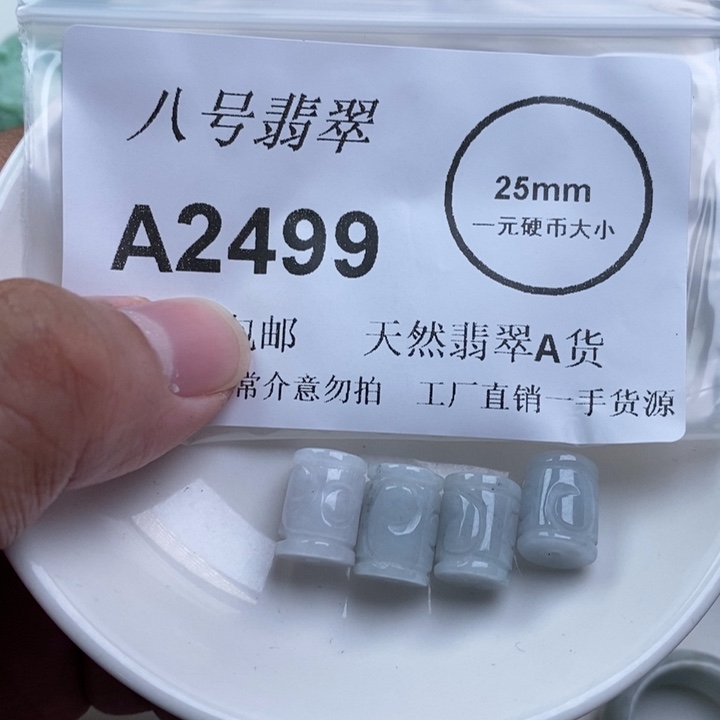 八号翡翠
A2499
25mm
一元硬币大小
包邮 天然翡翠A货
常介意勿拍 工厂直销一手货源